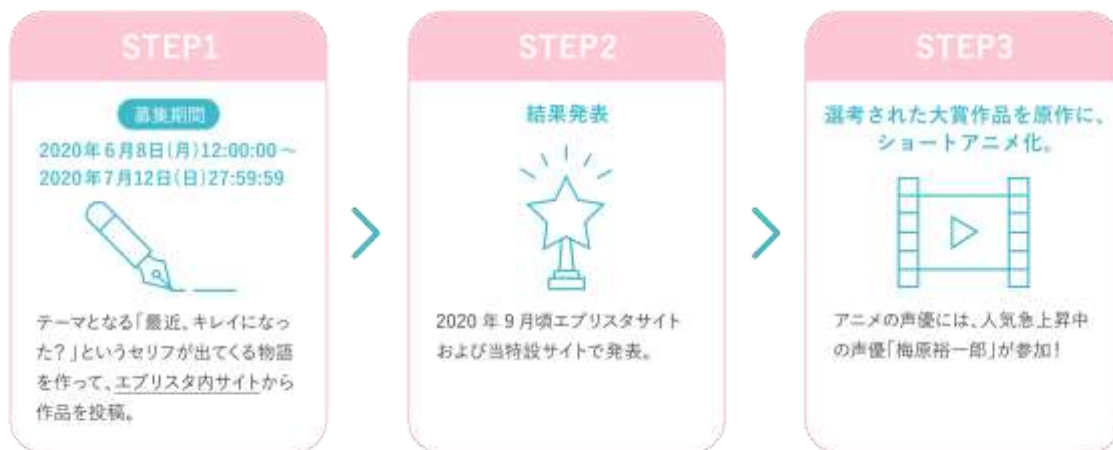 STEP1
募集期間
2020年6月8日(月)12:00:00～
2020年7月12日(日)27:59:59
テーマとなる「最近、キレイになっ
た?」というセリフが出てくる物語
を作って、エブリスタ内サイトから
作品を投稿。
STEP2
結果発表
2020年9月頃エブリスタサイト
および当特設サイトで発表。
STEP3
選考された大賞作品を原作に、
ショートアニメ化。
アニメの声優には、人気急上昇中
の声優「梅原裕一郎」が参加!